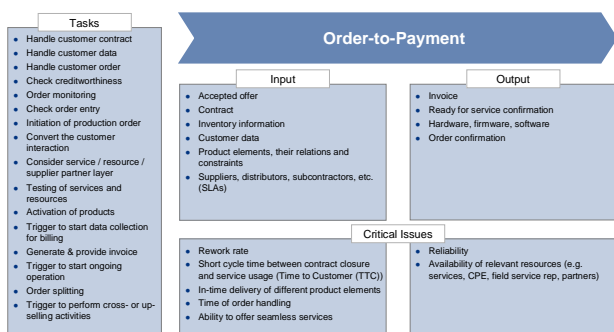 Tasks
Handle customer contract
Handle customer data
Handle customer order
Check creditworthiness
Order monitoring
Check order entry
Initiation of production order
Convert the customer
interaction
Consider service / resource /
supplier partner layer
Testing of services and
resources
Activation of products
Trigger to start data collection
for billing
Generate & provide invoice
Trigger to start ongoing
operation
Order splitting
Trigger to perform cross- or up-
selling activities
Order-to-Payment
Input
Accepted offer
Contract
Inventory information
Customer data
Product elements, their relations and
constraints
Suppliers, distributors, subcontractors, etc.
(SLAs)
Output
Invoice
Ready for service confirmation
Hardware, firmware, software
Order confirmation
Critical Issues
Rework rate
Short cycle time between contract closure
and service usage (Time to Customer (TTC))
In-time delivery of different product elements
Time of order handling
Ability to offer seamless services
Reliability
Availability of relevant resources (e.g.
services, CPE, field service rep, partners)